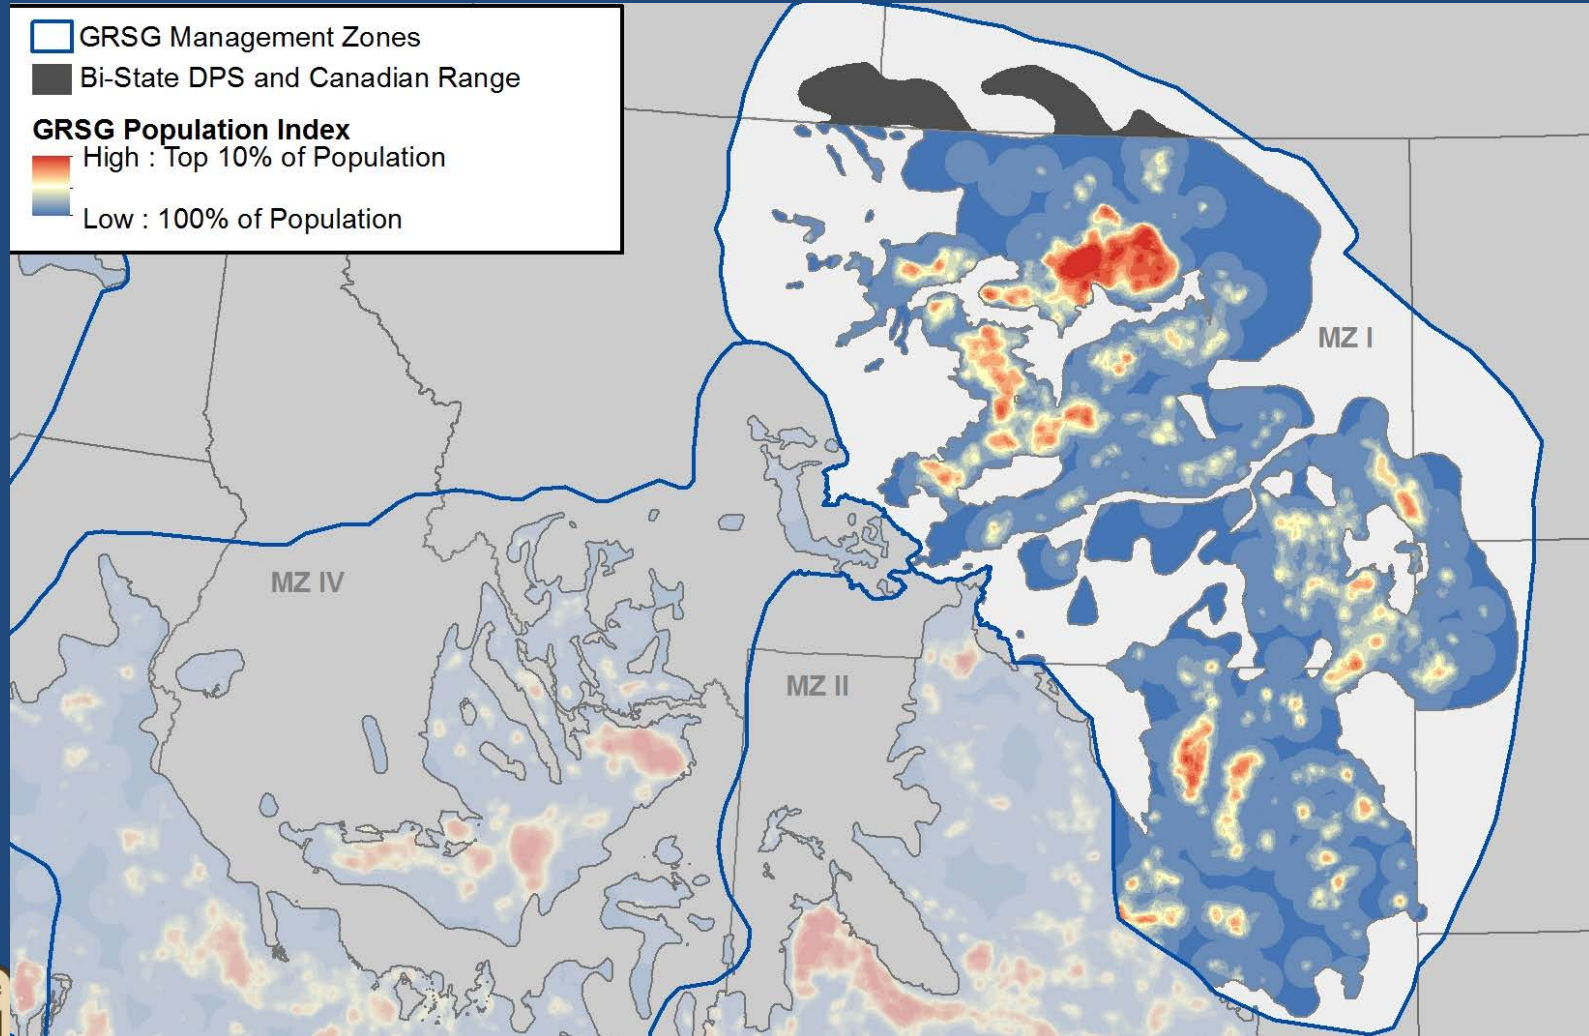 GRSG Management Zones
Bi-State DPS and Canadian Range
GRSG Population Index
High : Top 10% of Population
Low : 100% of Population
MZ I
MZ IV
MZ II